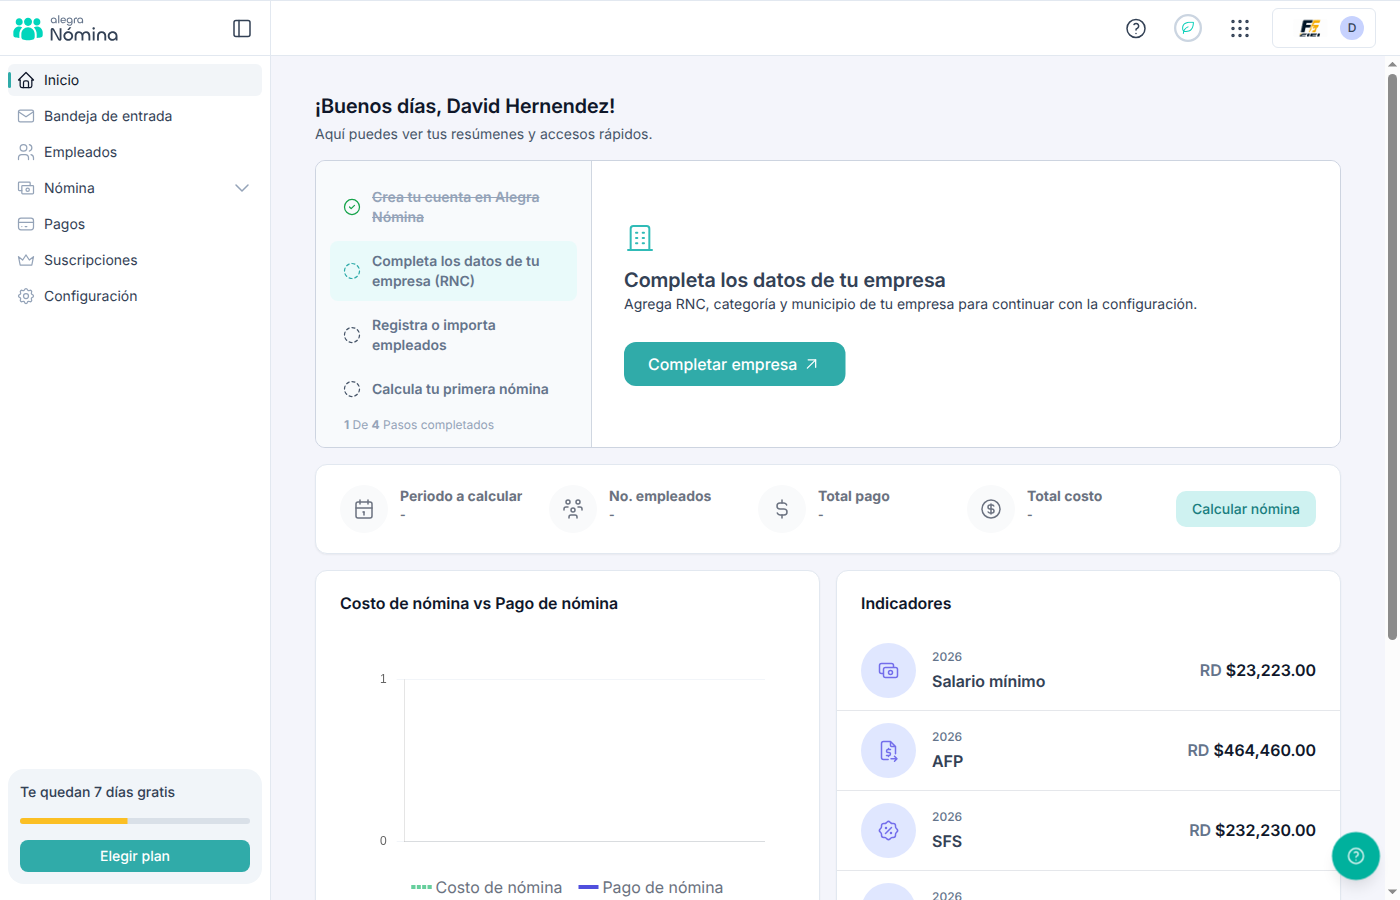 alegra
Nómina
Inicio
Bandeja de entrada
Empleados
Nómina
Pagos
Suscripciones
Configuración
Te quedan 7 días gratis
Elegir plan
D
¡Buenos días, David Hernendez!
Aquí puedes ver tus resúmenes y accesos rápidos.
Crea tu cuenta en Alegra
Nómina
Completa los datos de tu
empresa (RNC)
Registra o importa
empleados
Calcula tu primera nómina
1 De 4 Pasos completados
Completa los datos de tu empresa
Agrega RNC, categoría y municipio de tu empresa para continuar con la configuración.
Completar empresa
Periodo a calcular
-
No. empleados
-
Total pago
-
Total costo
-
Calcular nómina
Costo de nómina vs Pago de nómina
1
0
Costo de nómina
Pago de nómina
Indicadores
2026
Salario mínimo
RD $23,223.00
2026
AFP
RD $464,460.00
2026
SFS
RD $232,230.00
2026